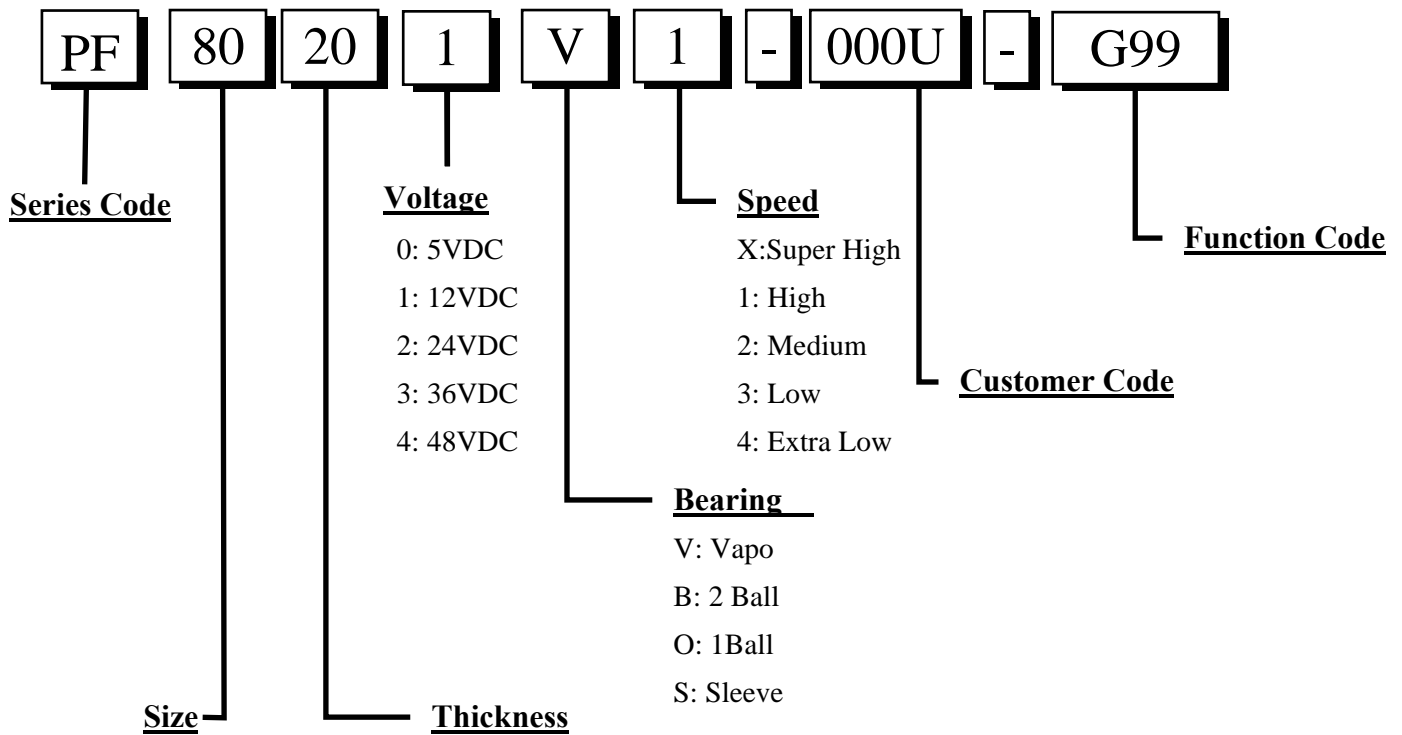 PF 80 20 1 V 1 - 000U - G99
Series Code
Voltage
0: 5VDC
1: 12VDC
2: 24VDC
3: 36VDC
4: 48VDC
Speed
X:Super High
1: High
2: Medium
3: Low
4: Extra Low
Function Code
Customer Code
Bearing
V: Vapo
B: 2 Ball
O: 1Ball
S: Sleeve
Size
Thickness